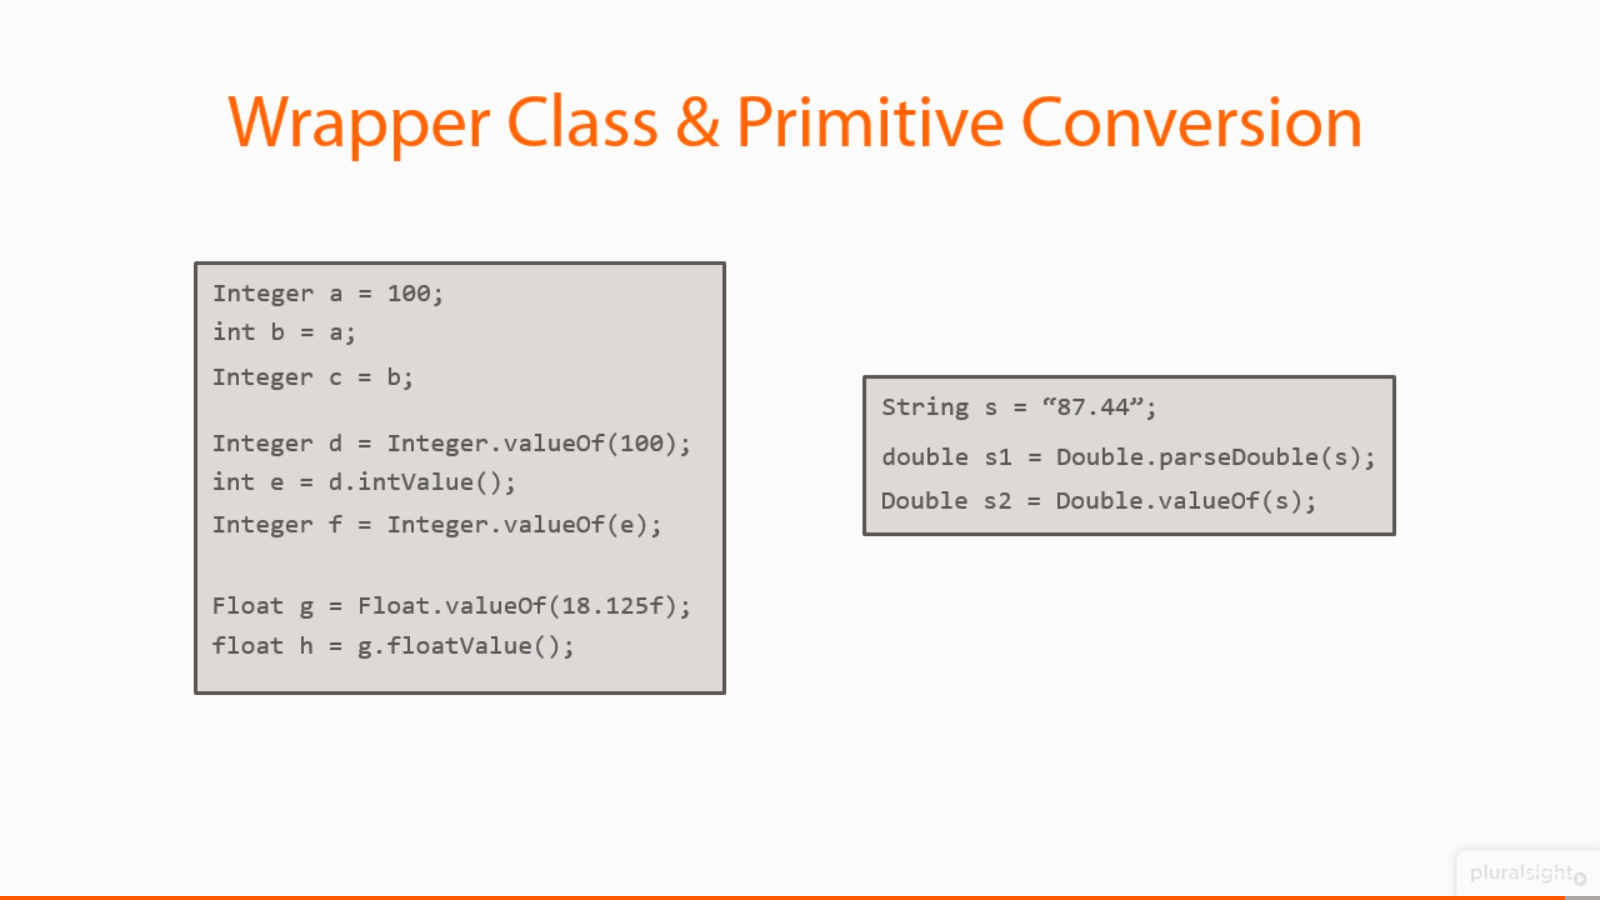 Wrapper Class & Primitive Conversion
Integer a = 100;
int b = a;
Integer c = b;
Integer d = Integer.valueOf(100);
int e = d.intValue();
Integer f = Integer.valueOf(e);
Float g = Float.valueOf(18.125f);
float h = g.floatValue();
String s = “87.44”;
double s1 = Double.parseDouble(s);
Double s2 = Double.valueOf(s);
pluralsight